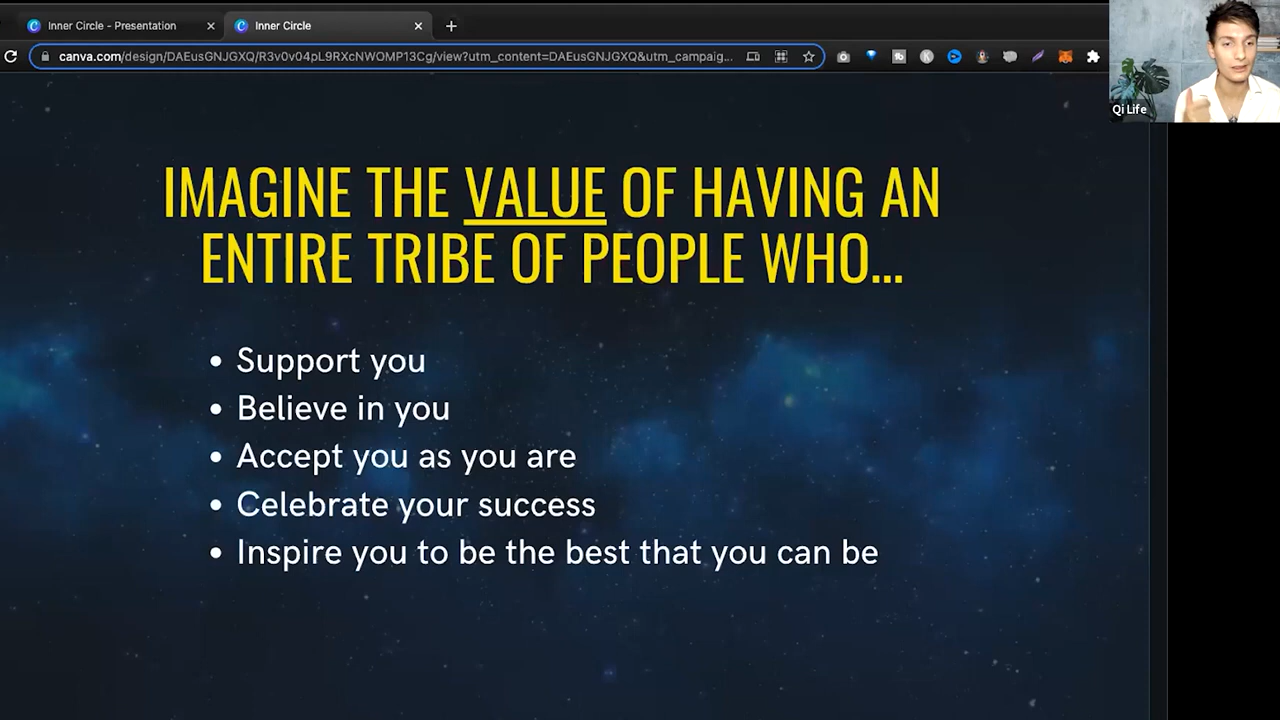 Inner Circle - Presentation
Inner Circle
canva.com/design/DAEusGNJGXQ/R3v0v04pL9RXcNWOMP13Cg/view?utm_content=DAEusGNJGXQ&utm_campaig...
Qi Life
IMAGINE THE VALUE OF HAVING AN
ENTIRE TRIBE OF PEOPLE WHO...
• Support you
• Believe in you
• Accept you as you are
• Celebrate your success
• Inspire you to be the best that you can be